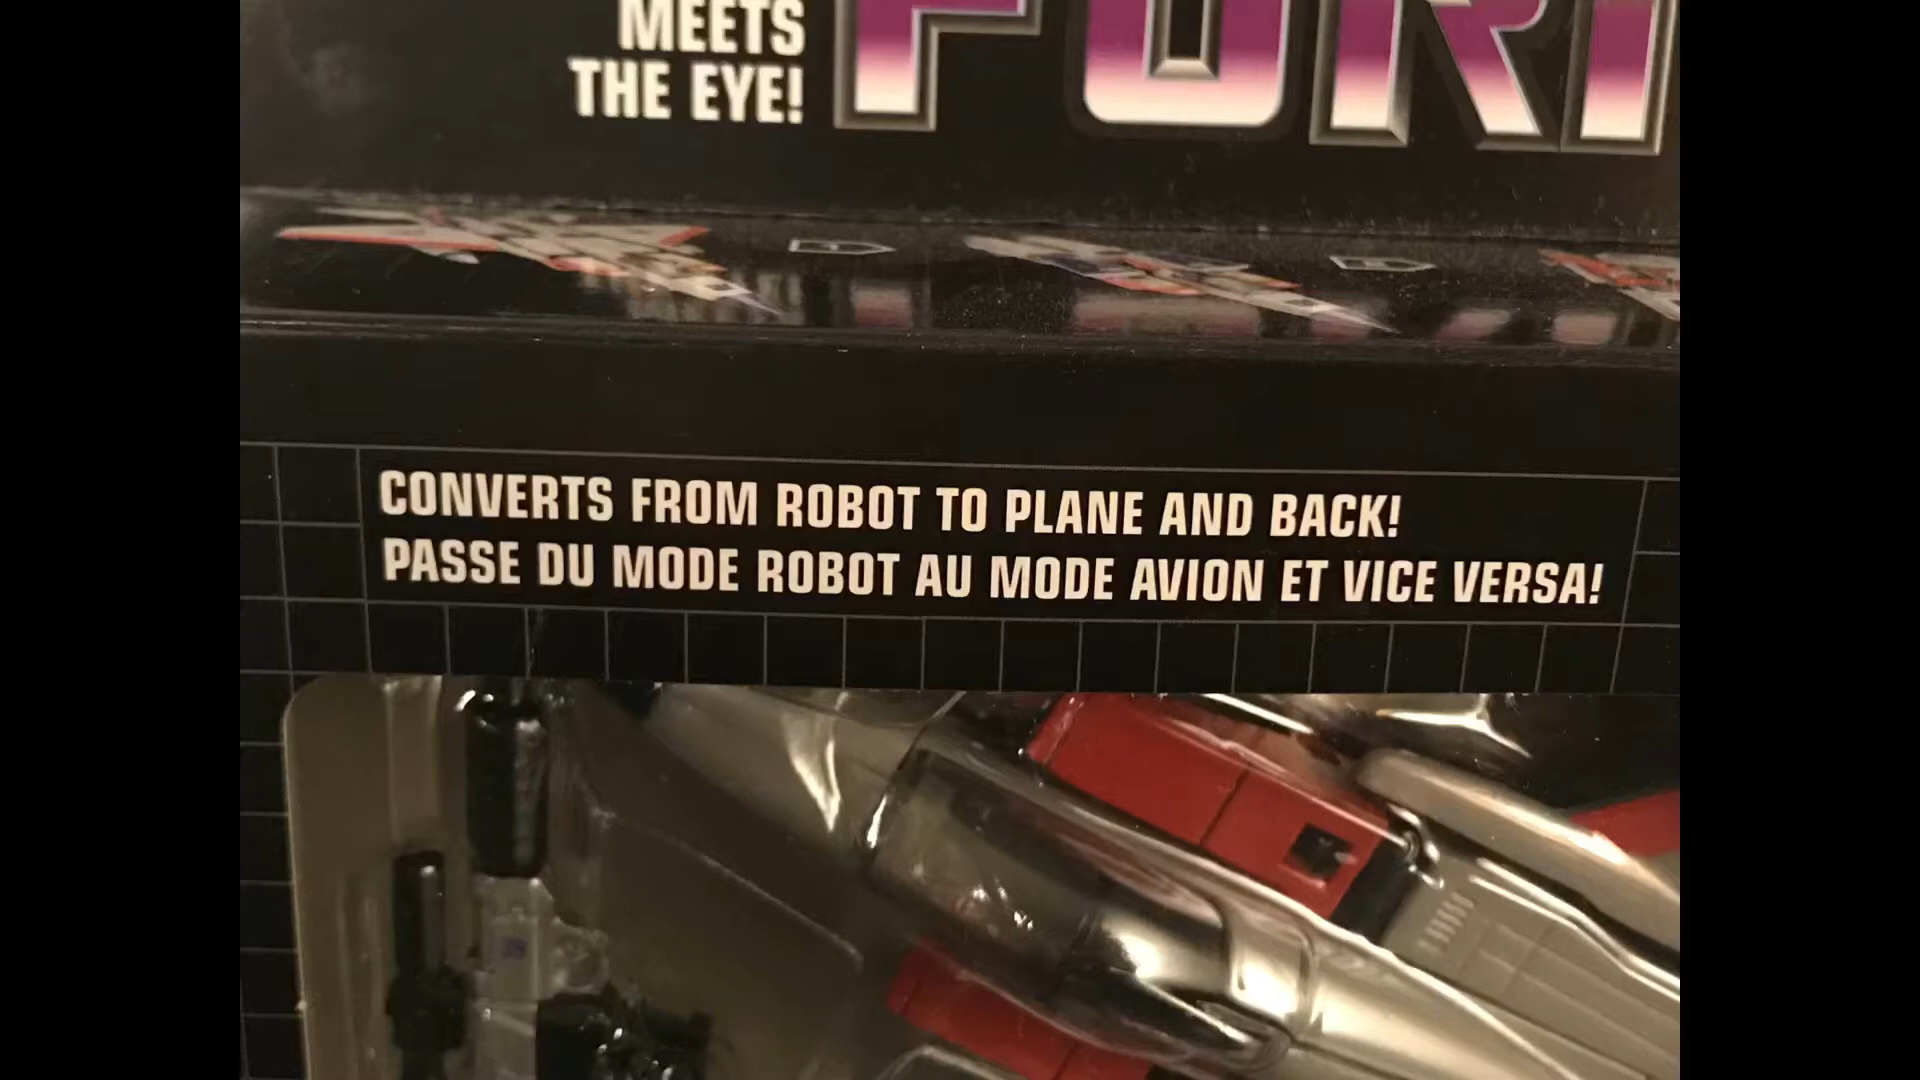 MEETS
THE EYE!
FORM
CONVERTS FROM ROBOT TO PLANE AND BACK!
PASSE DU MODE ROBOT AU MODE AVION ET VICE VERSA!